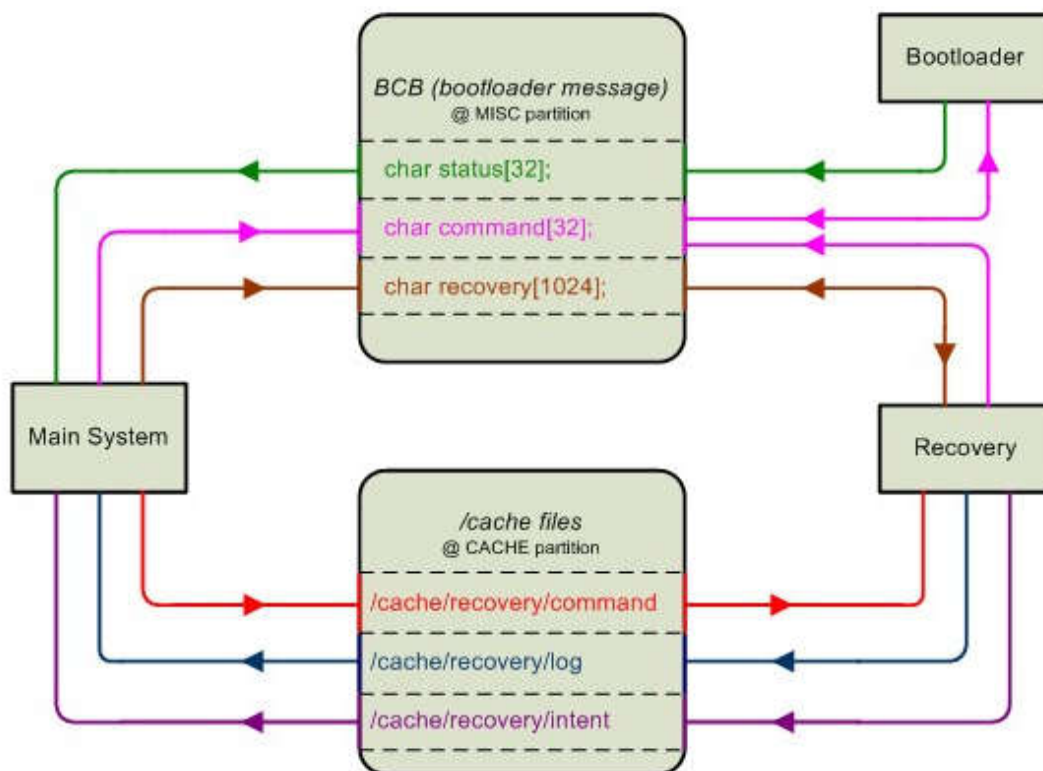 BCB (bootloader message)
@ MISC partition
char status[32];
char command[32];
char recovery[1024];
Bootloader
Main System
Recovery
/cache files
@ CACHE partition
/cache/recovery/command
/cache/recovery/log
/cache/recovery/intent